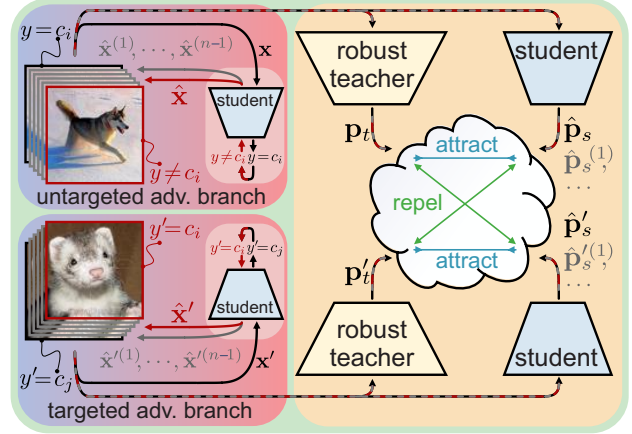 y = c_i
x̂^(1), ⋯, x̂^(n−1)
x
x̂
student
y≠c_i y=c_i
y ≠ c_i
untargeted adv. branch
y′=c_i
y′=c_i y′=c_j
student
x̂′
x̂′^(1), ⋯, x̂′^(n−1)
x′
y′=c_j
targeted adv. branch
robust
teacher
student
p_t
p̂_s
p̂_s^(1),
⋯
attract
repel
attract
p̂′_s
p̂′_s^(1),
⋯
p′_t
robust
teacher
student